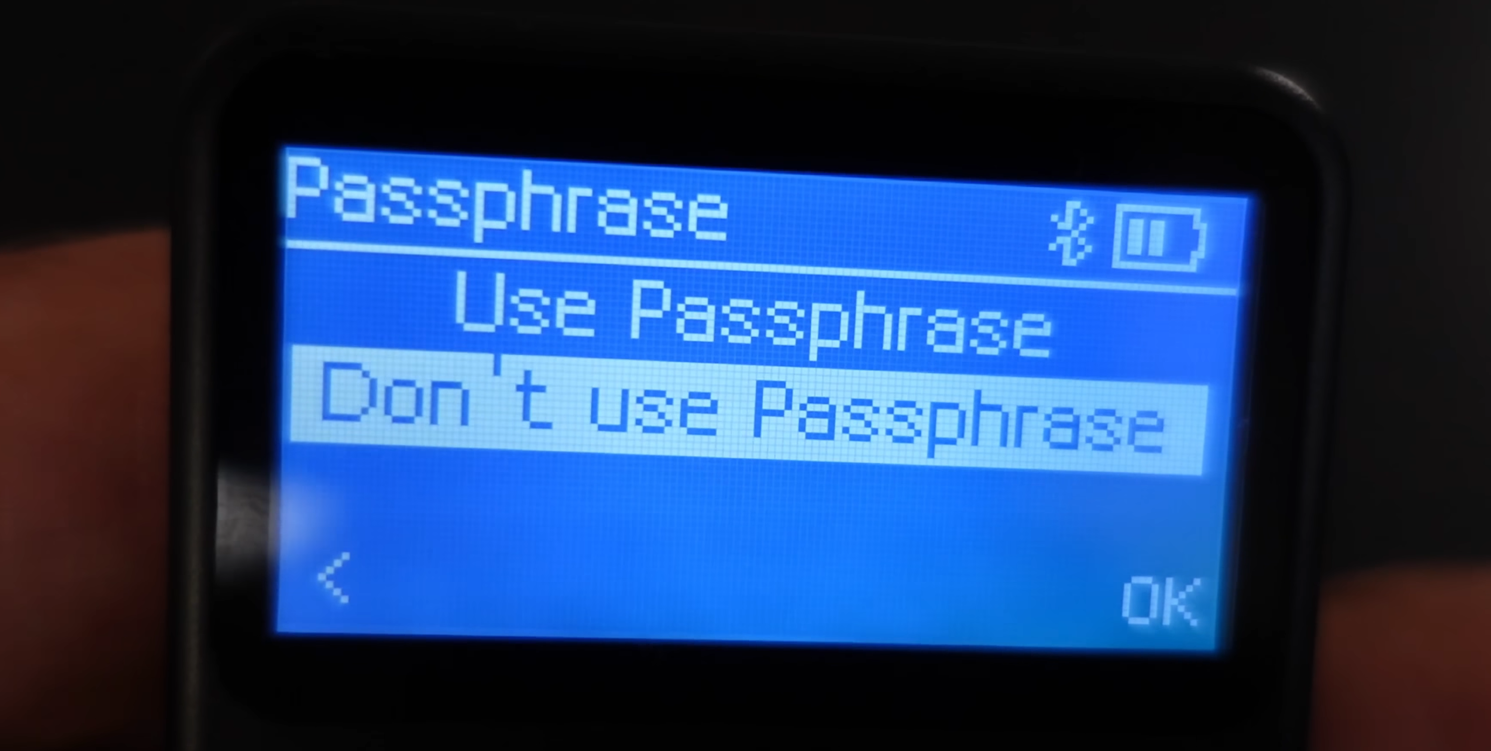 Passphrase
Use Passphrase
Don't use Passphrase
< OK